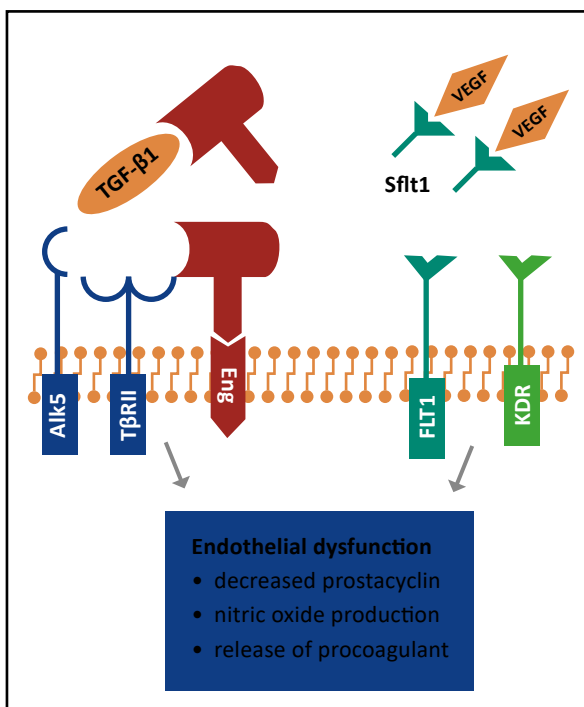 VEGF
VEGF
TGF-β1
Sflt1
Alk5
TβRII
Eng
FLT1
KDR
Endothelial dysfunction
• decreased prostacyclin
• nitric oxide production
• release of procoagulant